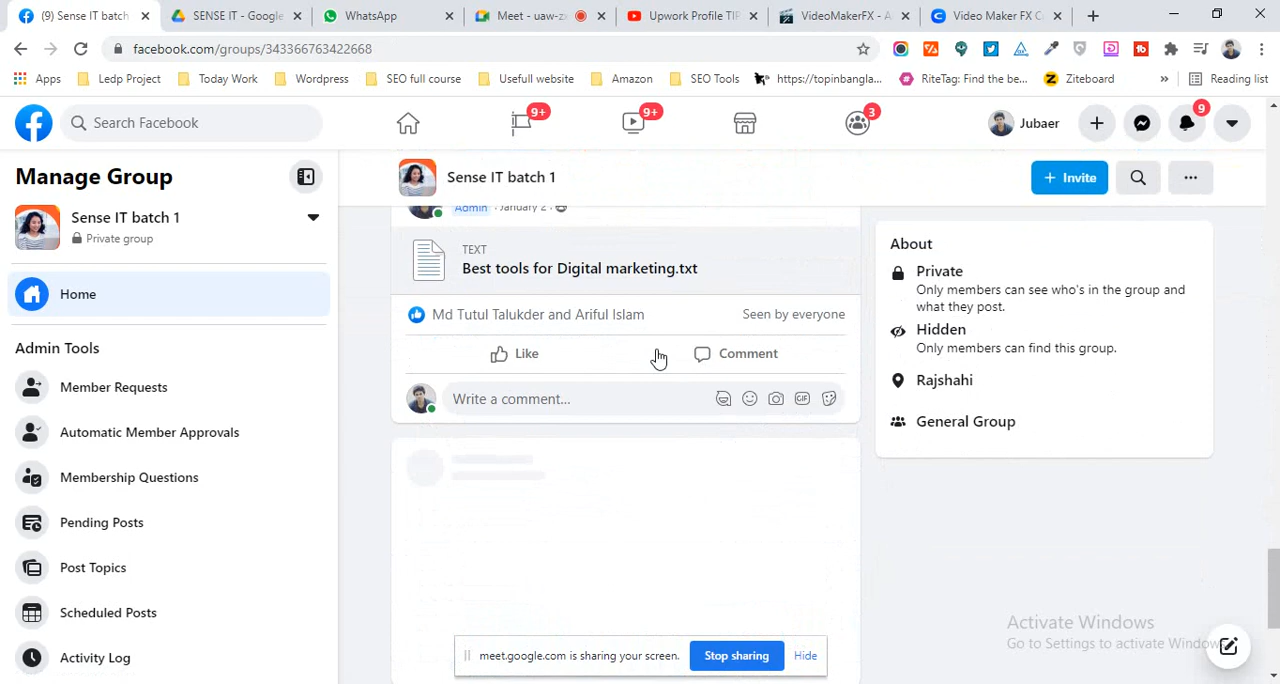 (9) Sense IT batch
SENSE IT - Google
WhatsApp
Meet - uaw-zx
Upwork Profile TIP
VideoMakerFX - A
Video Maker FX C
facebook.com/groups/343366763422668
Apps
Ledp Project
Today Work
Wordpress
SEO full course
Usefull website
Amazon
SEO Tools
https://topinbangla...
RiteTag: Find the be...
Ziteboard
»
Reading list
Search Facebook
9+
9+
3
Jubaer
9
Manage Group
Sense IT batch 1
Private group
Home
Admin Tools
Member Requests
Automatic Member Approvals
Membership Questions
Pending Posts
Post Topics
Scheduled Posts
Activity Log
Sense IT batch 1
+ Invite
Admin · January 2 ·
TEXT
Best tools for Digital marketing.txt
Md Tutul Talukder and Ariful Islam
Seen by everyone
Like
Comment
Write a comment...
GIF
About
Private
Only members can see who's in the group and
what they post.
Hidden
Only members can find this group.
Rajshahi
General Group
meet.google.com is sharing your screen.
Stop sharing
Hide
Activate Windows
Go to Settings to activate Windows